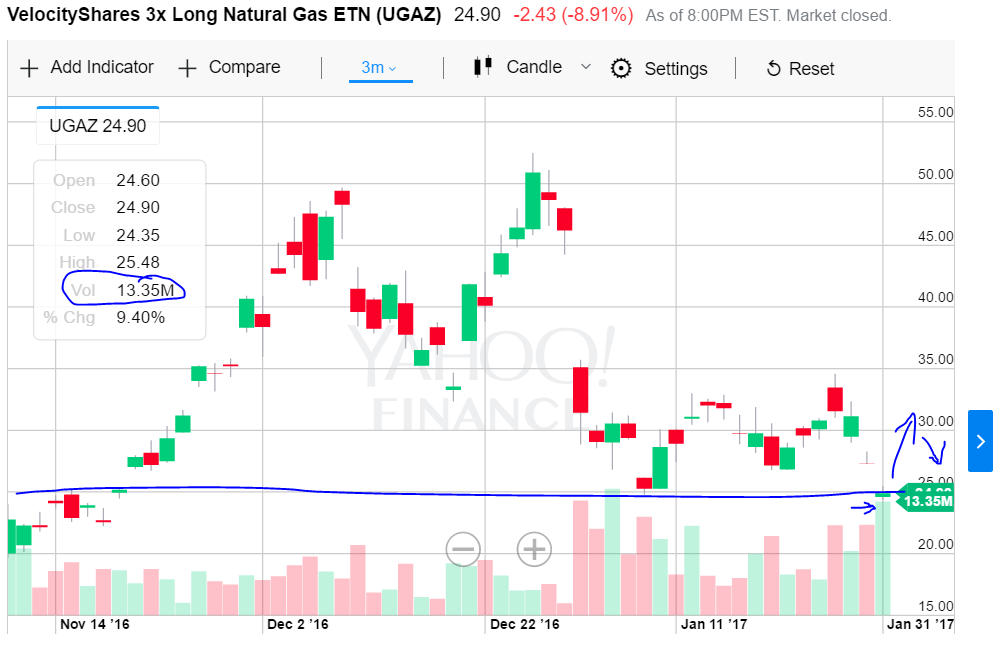 VelocityShares 3x Long Natural Gas ETN (UGAZ) 24.90 -2.43 (-8.91%) As of 8:00PM EST. Market closed.
Add Indicator Compare 3m Candle Settings Reset
UGAZ 24.90
Open 24.60
Close 24.90
Low 24.35
High 25.48
Vol 13.35M
% Chg 9.40%
55.00
50.00
45.00
40.00
35.00
30.00
25.00
24.90
13.35M
20.00
15.00
YAHOO!
FINANCE
Nov 14 '16 Dec 2 '16 Dec 22 '16 Jan 11 '17 Jan 31 '17